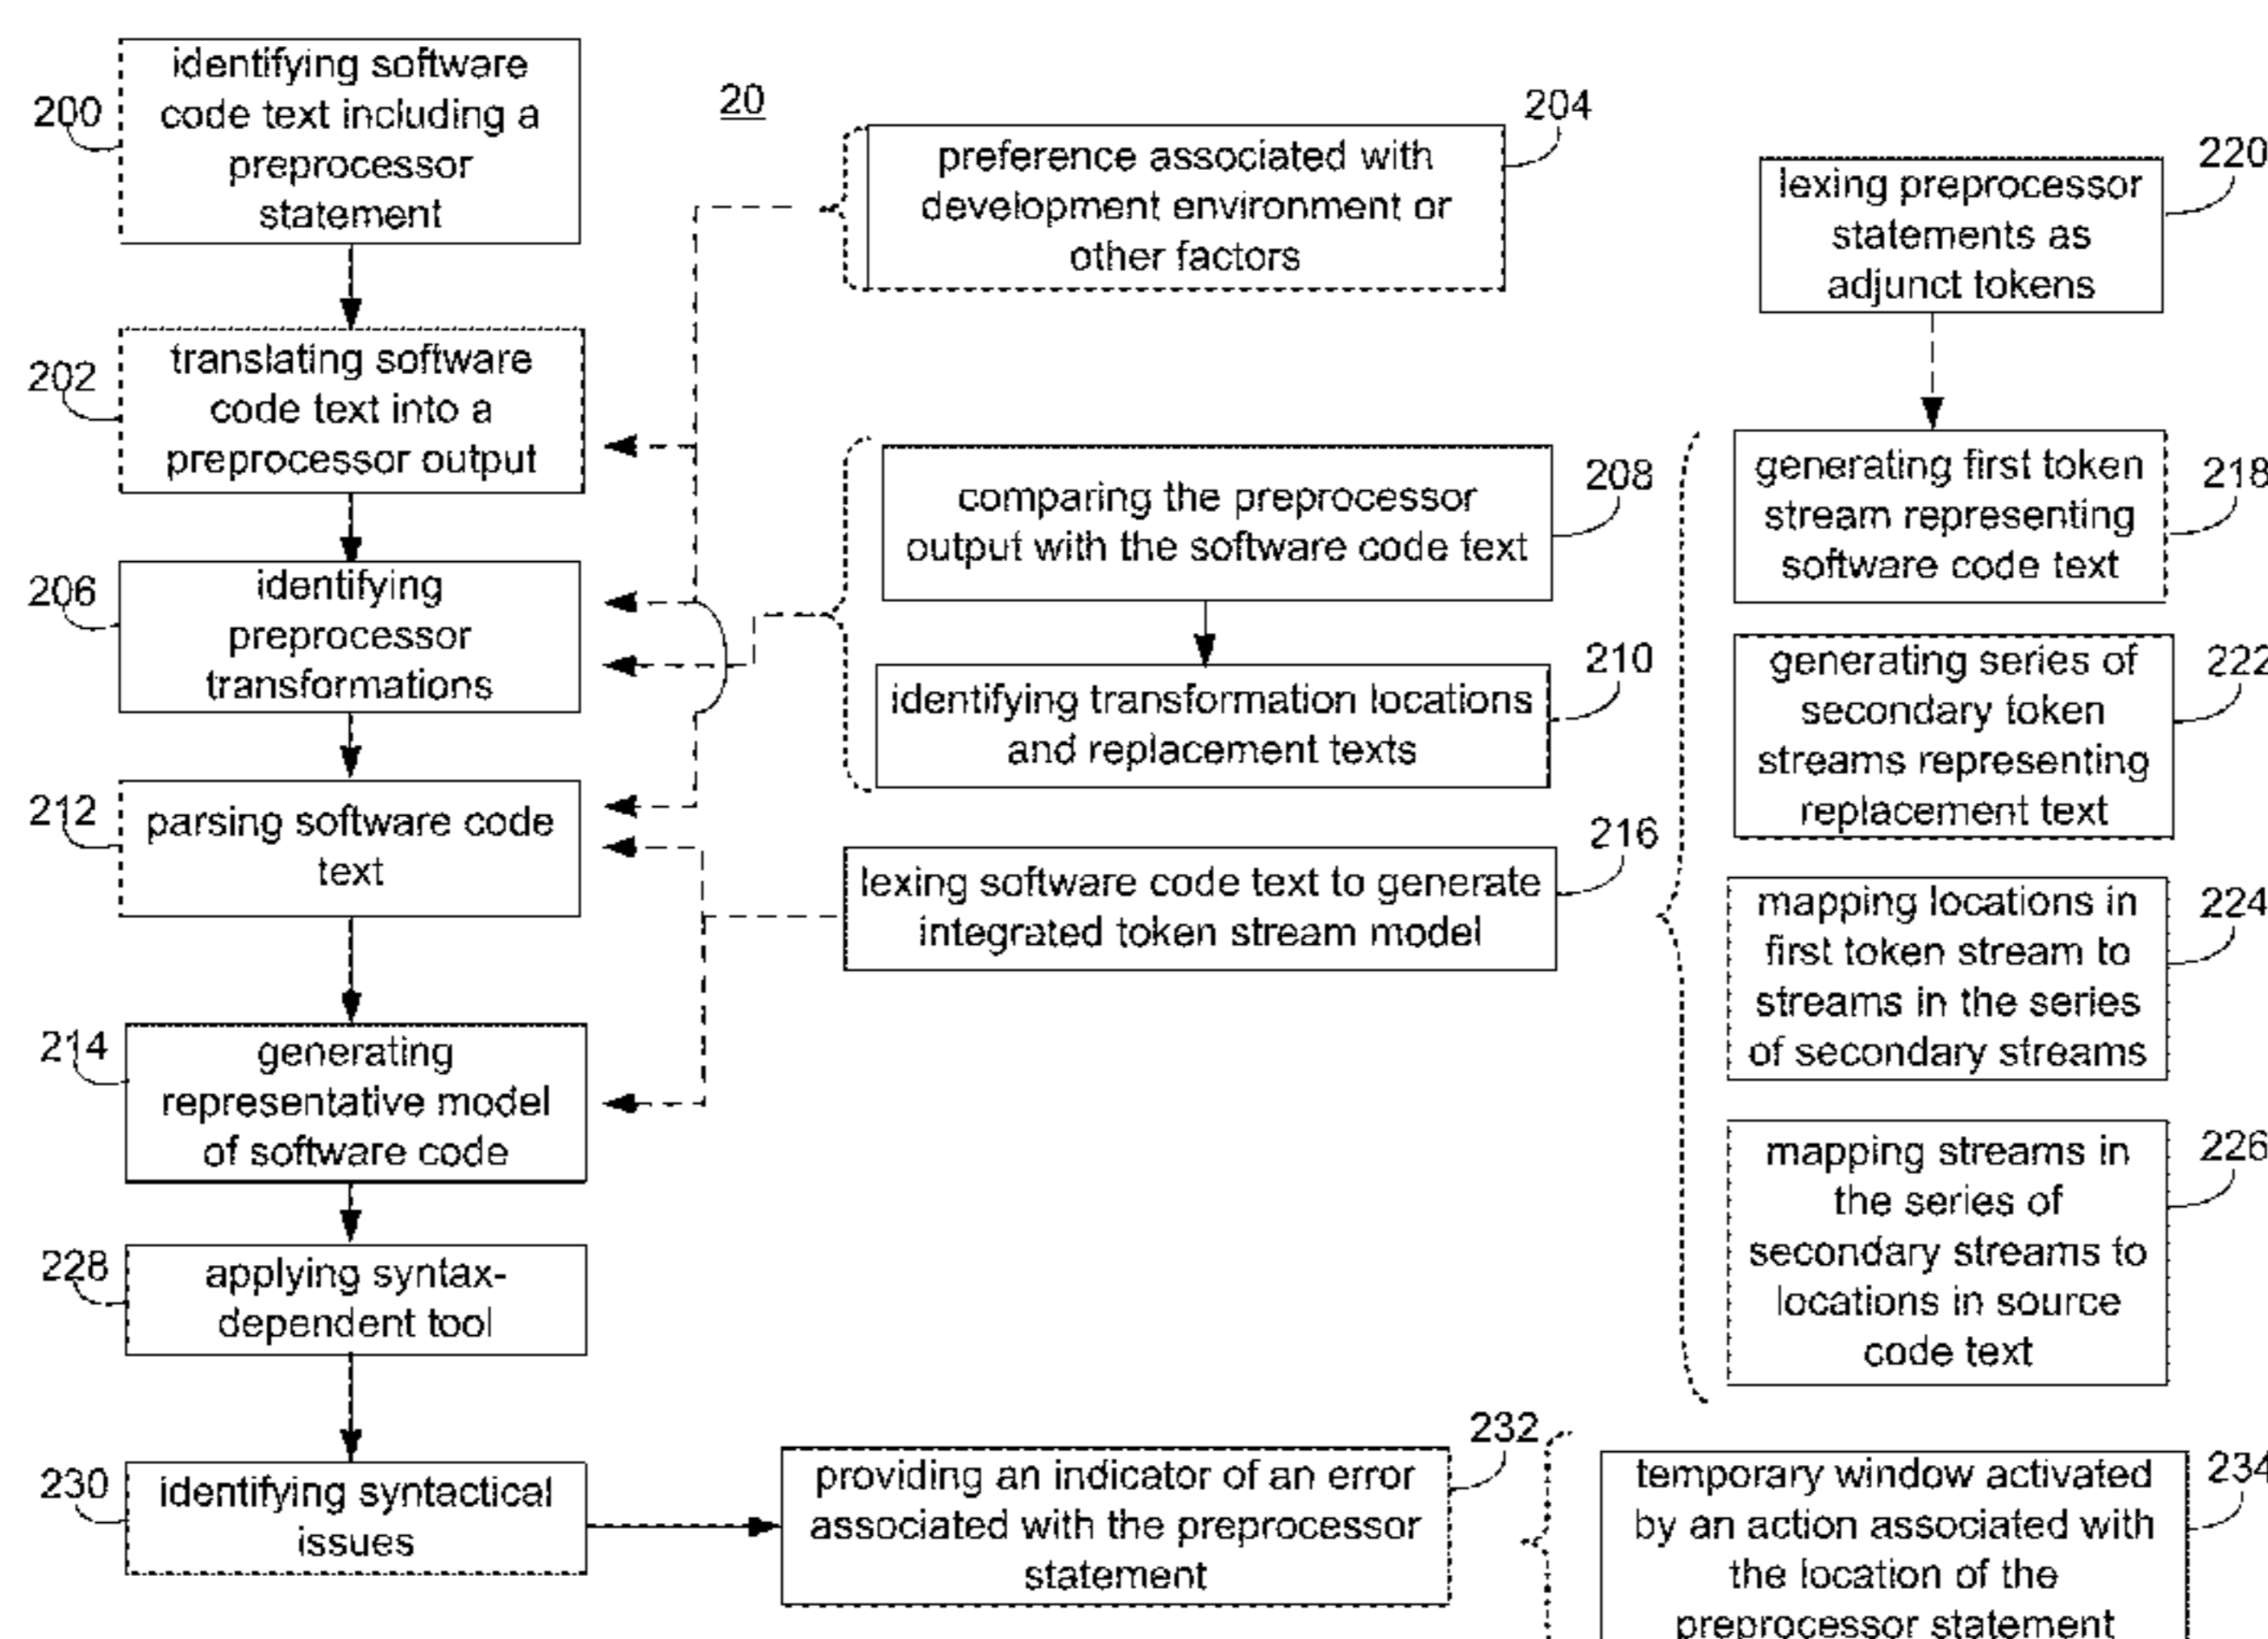 200
identifying software
code text including a
preprocessor
statement
202
translating software
code text into a
preprocessor output
206
identifying
preprocessor
transformations
212
parsing software code
text
214
generating
representative model
of software code
228
applying syntax-
dependent tool
230
identifying syntactical
issues
20
204
preference associated with
development environment or
other factors
208
comparing the preprocessor
output with the software code text
210
identifying transformation locations
and replacement texts
216
lexing software code text to generate
integrated token stream model
232
providing an indicator of an error
associated with the preprocessor
statement
220
lexing preprocessor
statements as
adjunct tokens
218
generating first token
stream representing
software code text
222
generating series of
secondary token
streams representing
replacement text
224
mapping locations in
first token stream to
streams in the series
of secondary streams
226
mapping streams in
the series of
secondary streams to
locations in source
code text
234
temporary window activated
by an action associated with
the location of the
preprocessor statement